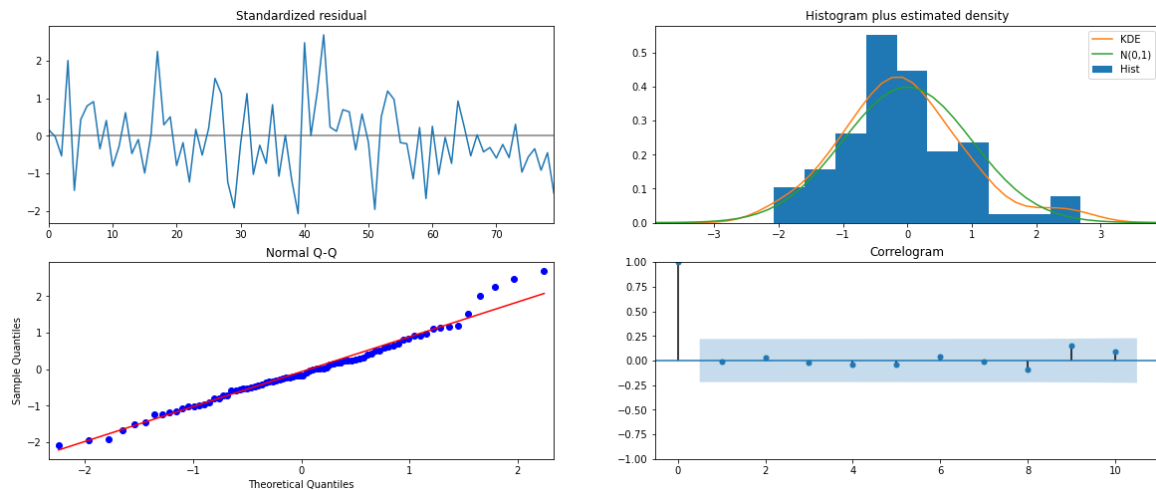 Standardized residual
2
1
0
−1
−2
0 10 20 30 40 50 60 70
Histogram plus estimated density
KDE
N(0,1)
Hist
0.5
0.4
0.3
0.2
0.1
0.0
−3 −2 −1 0 1 2 3
Normal Q-Q
Sample Quantiles
2
1
0
−1
−2
−2 −1 0 1 2
Theoretical Quantiles
Correlogram
1.00
0.75
0.50
0.25
0.00
−0.25
−0.50
−0.75
−1.00
0 2 4 6 8 10